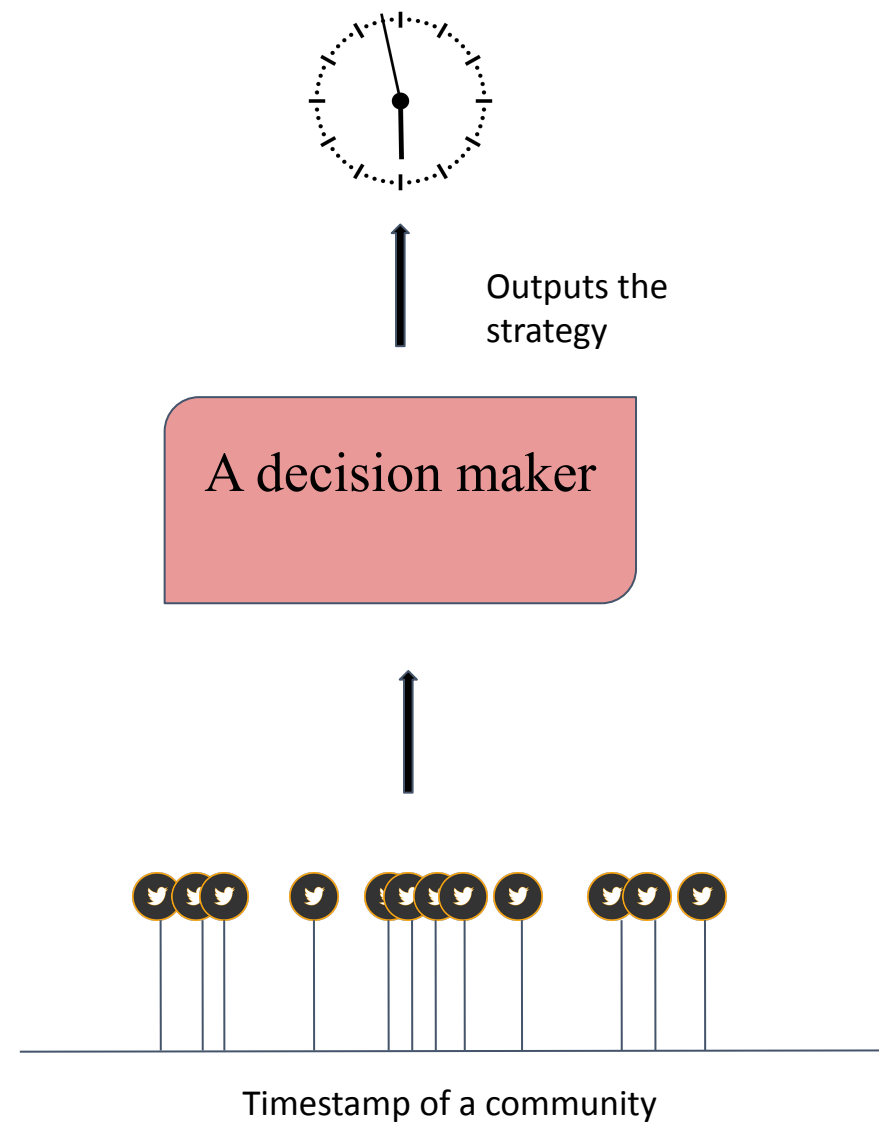 Outputs the
strategy
A decision maker
Timestamp of a community